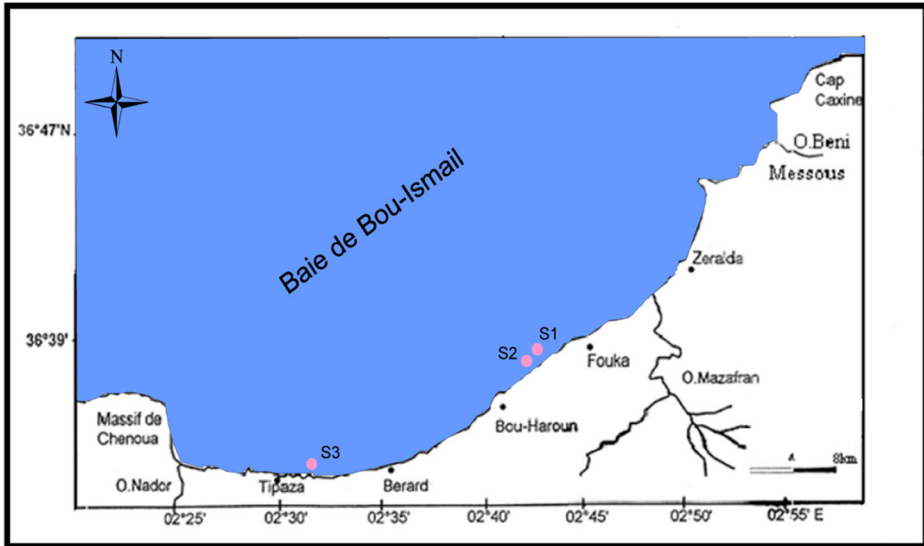 N
Cap
Caxine
36°47'N
O.Beni
Messous
Baie de Bou-Ismail
Zeralda
36°39'
S1
S2
Fouka
O.Mazafran
Massif de
Chenoua
Bou-Haroun
S3
8km
O.Nador
Tipaza
Berard
02°25'
02°30'
02°35'
02°40'
02°45'
02°50'
02°55' E